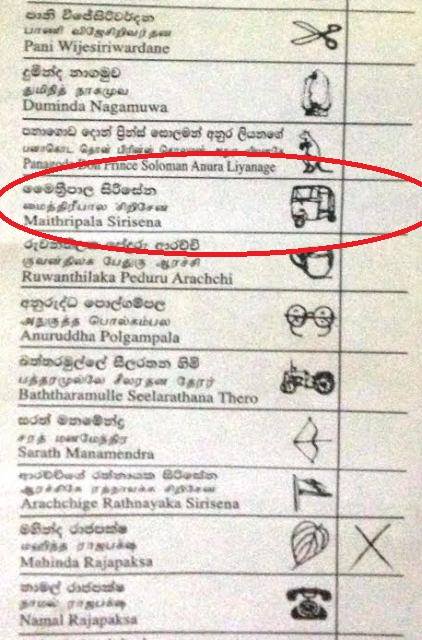 පානි විජේසිරිවර්දන
பாணி விஜேசிறிவர்தன
Pani Wijesiriwardane
දුමින්ද නාගමුව
துமிந்த நாகமுவ
Duminda Nagamuwa
පනාගොඩ දොන් ප්‍රින්ස් සොලමන් අනුර ලියනගේ
பனாகொட தொன் பிரின்ஸ் சொலமன் அநுர லியனகே
Panagoda Don Prince Soloman Anura Liyanage
මෛත්‍රීපාල සිරිසේන
மைத்திரீபால சிறிசேன
Maithripala Sirisena
රුවන්තිලක පේදුරු ආරච්චි
ருவன்திலக பேதுரு ஆரச்சி
Ruwanthilaka Peduru Arachchi
අනුරුද්ධ පොල්ගම්පල
அநுருத்த பொல்கம்பல
Anuruddha Polgampala
බත්තරමුල්ලේ සීලරතන හිමි
பத்தரமுல்லே சீலரதன தேரர்
Baththaramulle Seelarathana Thero
සරත් මනමේන්ද්‍ර
சரத் மனமேந்திர
Sarath Manamendra
ආරච්චිගේ රත්නායක සිරිසේන
ஆரச்சிகே ரத்நாயக்க சிறிசேன
Arachchige Rathnayaka Sirisena
මහින්ද රාජපක්ෂ
மஹிந்த ராஜபக்ஷ
Mahinda Rajapaksa
නාමල් රාජපක්ෂ
நாமல் ராஜபக்ஷ
Namal Rajapaksa